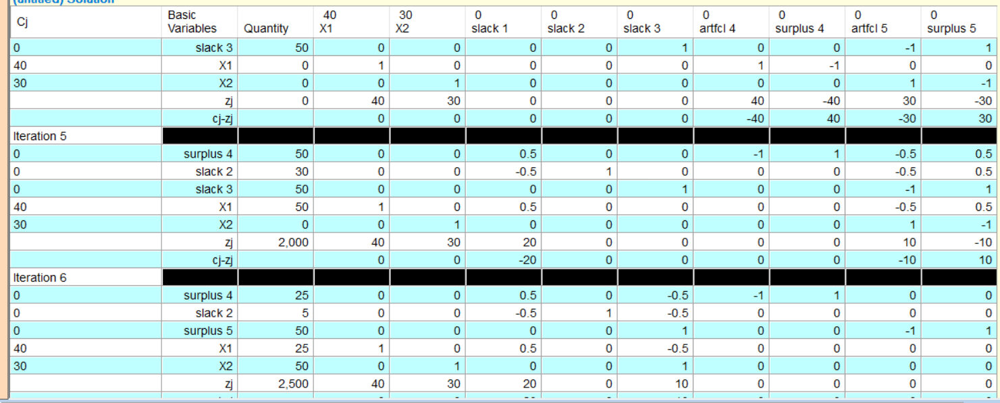 (untitled) Solution
Cj Basic Variables Quantity 40 X1 30 X2 0 slack 1 0 slack 2 0 slack 3 0 artfcl 4 0 surplus 4 0 artfcl 5 0 surplus 5
0 slack 3 50 0 0 0 0 1 0 0 -1 1
40 X1 0 1 0 0 0 0 1 -1 0 0
30 X2 0 0 1 0 0 0 0 0 1 -1
zj 0 40 30 0 0 0 40 -40 30 -30
cj-zj 0 0 0 0 0 -40 40 -30 30
Iteration 5
0 surplus 4 50 0 0 0.5 0 0 -1 1 -0.5 0.5
0 slack 2 30 0 0 -0.5 1 0 0 0 -0.5 0.5
0 slack 3 50 0 0 0 0 1 0 0 -1 1
40 X1 50 1 0 0.5 0 0 0 0 -0.5 0.5
30 X2 0 0 1 0 0 0 0 0 1 -1
zj 2,000 40 30 20 0 0 0 0 10 -10
cj-zj 0 0 -20 0 0 0 0 -10 10
Iteration 6
0 surplus 4 25 0 0 0.5 0 -0.5 -1 1 0 0
0 slack 2 5 0 0 -0.5 1 -0.5 0 0 0 0
0 surplus 5 50 0 0 0 0 1 0 0 -1 1
40 X1 25 1 0 0.5 0 -0.5 0 0 0 0
30 X2 50 0 1 0 0 1 0 0 0 0
zj 2,500 40 30 20 0 10 0 0 0 0